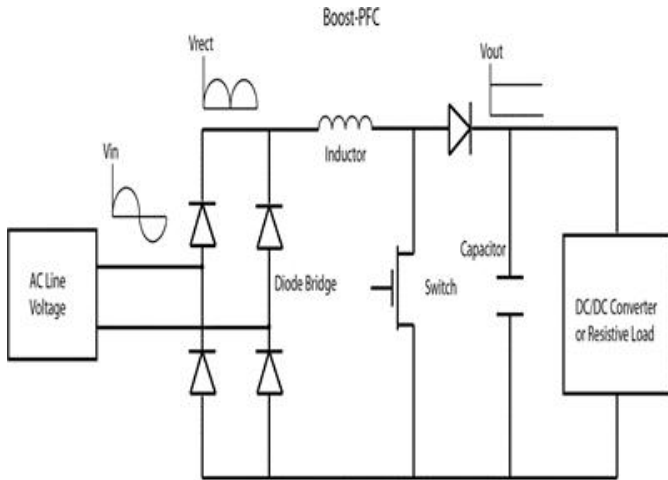 Boost-PFC
Vrect
Vout
Inductor
Vin
Capacitor
AC Line
Voltage
Diode Bridge
Switch
DC/DC Converter
or Resistive Load